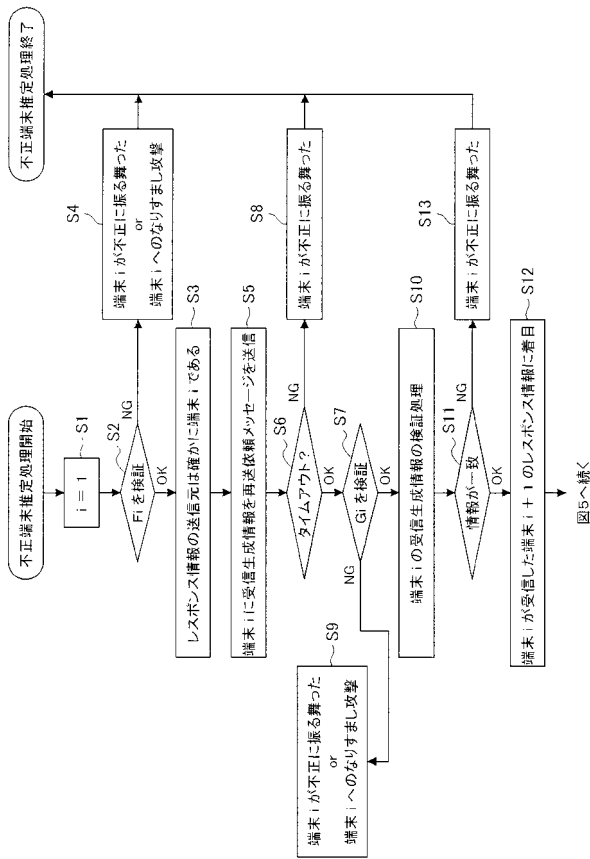 不正端末推定処理開始
i = 1
S1
Fiを検証
S2
NG
OK
端末iが不正に振る舞った
or
端末iへのなりすまし攻撃
S4
レスポンス情報の送信元は確かに端末iである
S3
端末iに受信生成情報を再送依頼メッセージを送信
S5
タイムアウト?
S6
NG
OK
端末iが不正に振る舞った
S8
Giを検証
S7
NG
OK
端末iが不正に振る舞った
or
端末iへのなりすまし攻撃
S9
端末iの受信生成情報の検証処理
S10
情報が一致
S11
NG
OK
端末iが不正に振る舞った
S13
端末iが受信した端末i+1のレスポンス情報に着目
S12
図5へ続く
不正端末推定処理終了